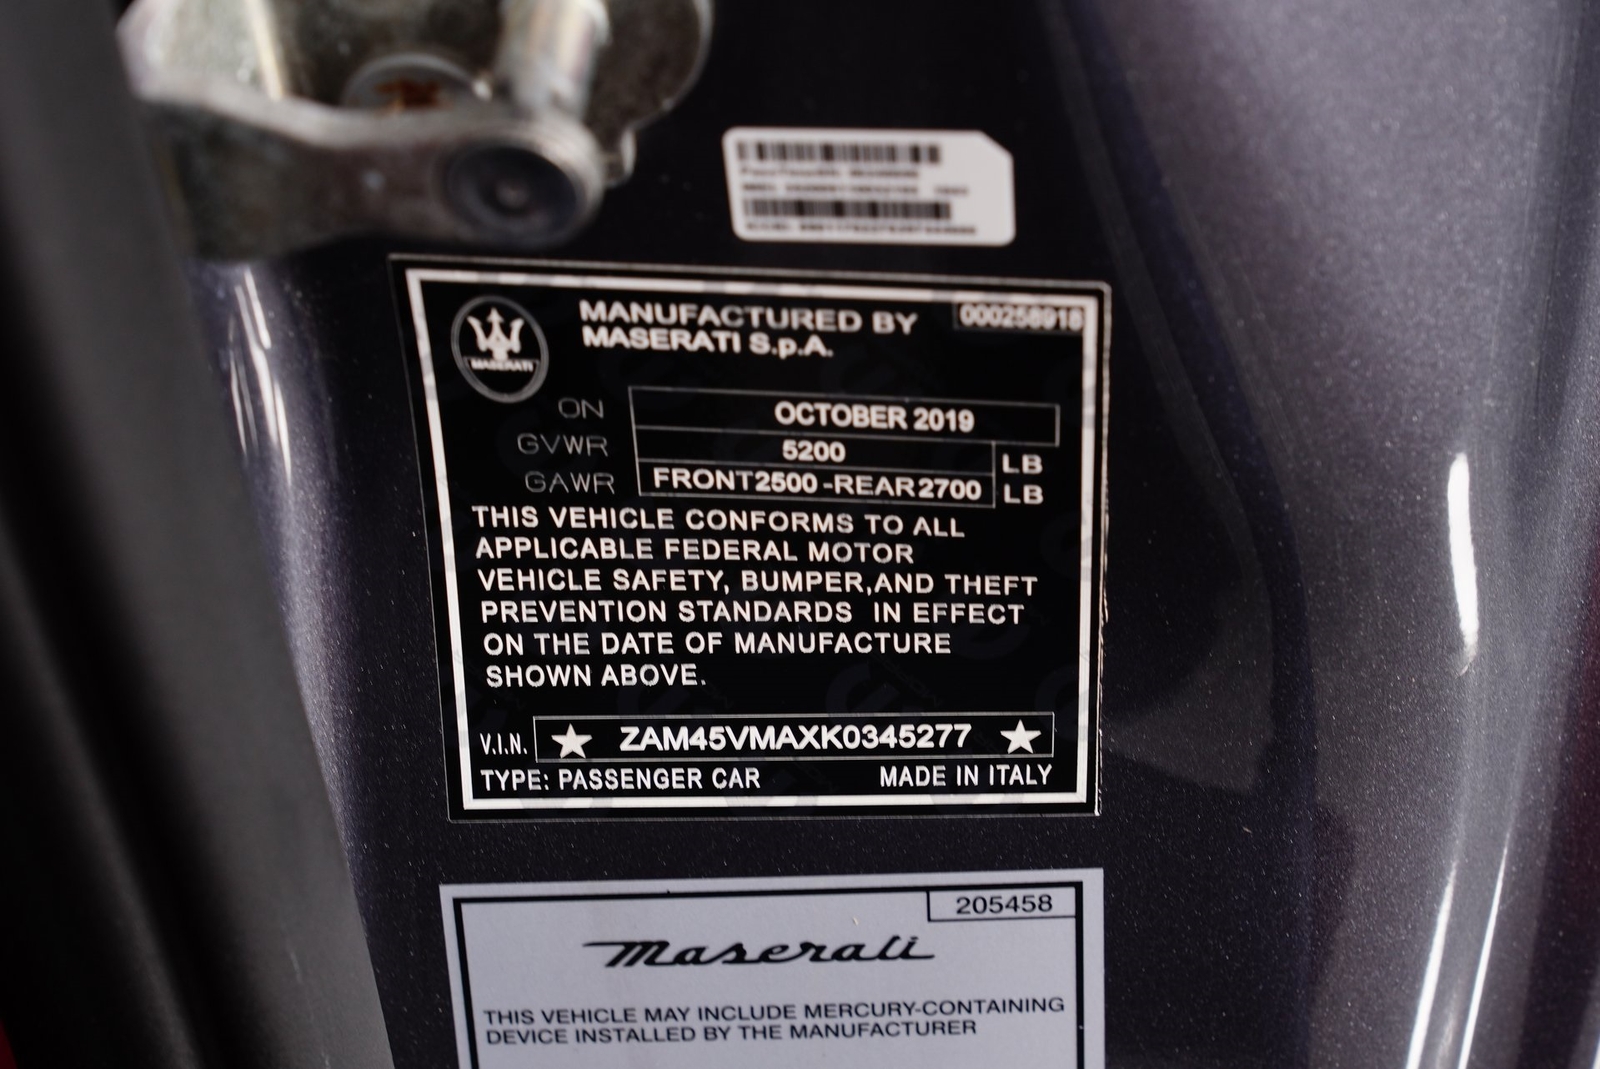 MANUFACTURED BY
MASERATI S.p.A.
000258918
MASERATI
ON OCTOBER 2019
GVWR 5200 LB
GAWR FRONT2500-REAR2700 LB
THIS VEHICLE CONFORMS TO ALL
APPLICABLE FEDERAL MOTOR
VEHICLE SAFETY, BUMPER,AND THEFT
PREVENTION STANDARDS IN EFFECT
ON THE DATE OF MANUFACTURE
SHOWN ABOVE.
V.I.N. ★ ZAM45VMAXK0345277 ★
TYPE: PASSENGER CAR MADE IN ITALY
205458
Maserati
THIS VEHICLE MAY INCLUDE MERCURY-CONTAINING
DEVICE INSTALLED BY THE MANUFACTURER